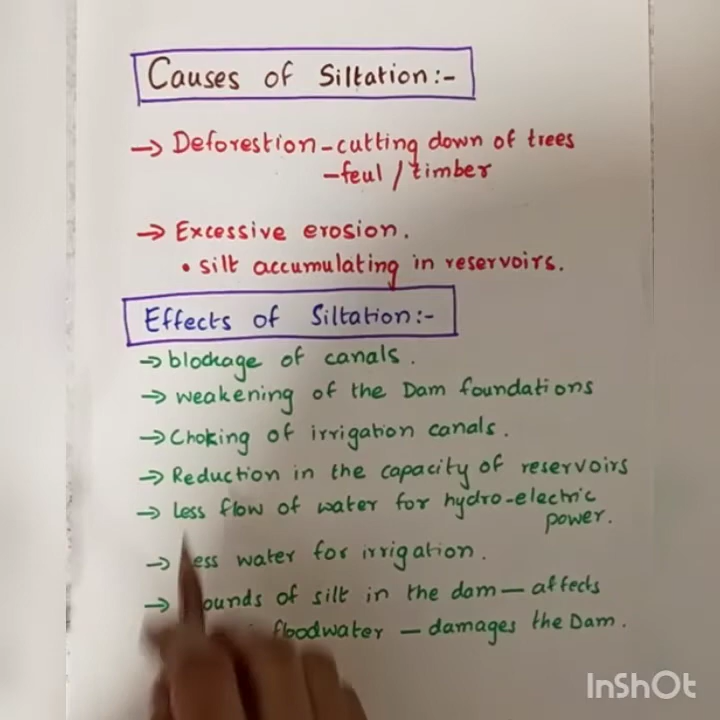 Causes of Siltation:-
→ Deforestion - cutting down of trees
- feul / timber
→ Excessive erosion.
• silt accumulating in reservoirs.
Effects of Siltation:-
→ blockage of canals.
→ weakening of the Dam foundations
→ Choking of irrigation canals.
→ Reduction in the capacity of reservoirs
→ less flow of water for hydro-electric
power.
→ less water for irrigation.
→ of silt in the dam - affects
floodwater - damages the Dam.
InShOt